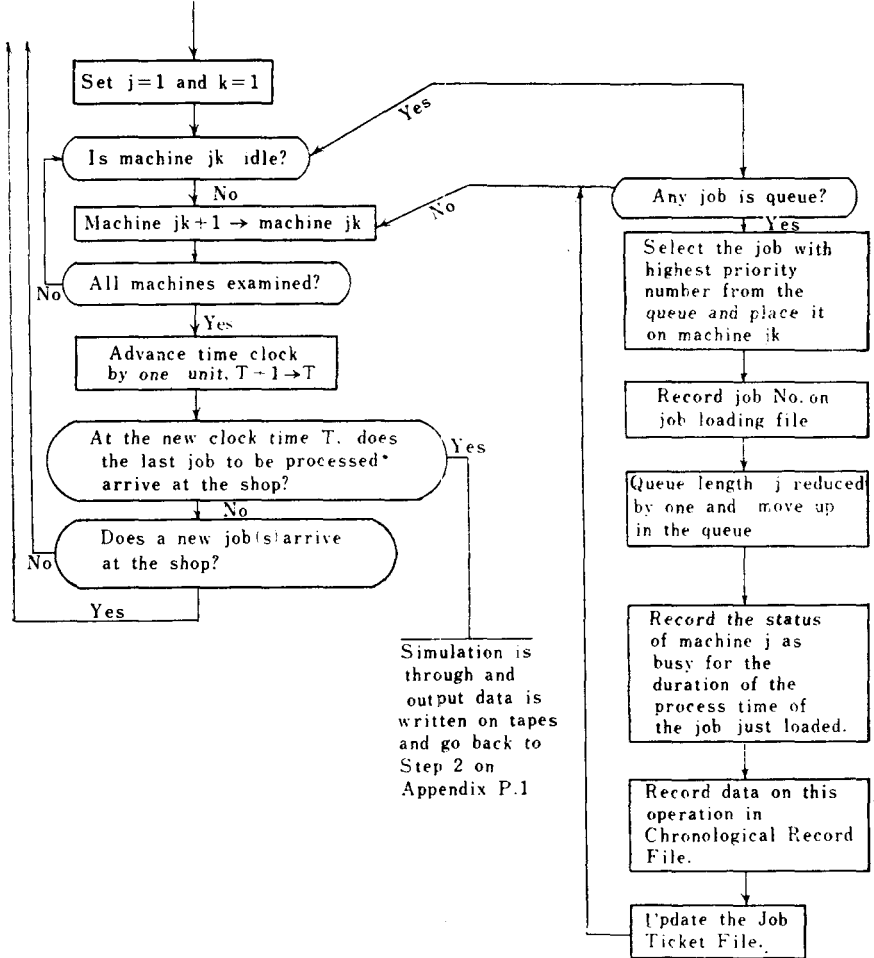 Set j=1 and k=1
Is machine jk idle?
Yes
No
Machine jk+1 → machine jk
No
All machines examined?
No
Yes
Advance time clock
by one unit, T-1→T
At the new clock time T. does
the last job to be processed
arrive at the shop?
Yes
No
Does a new job(s) arrive
at the shop?
No
Yes
Simulation is
through and
output data is
written on tapes
and go back to
Step 2 on
Appendix P.1
Any job is queue?
Yes
Select the job with
highest priority
number from the
queue and place it
on machine jk
Record job No. on
job loading file
Queue length j reduced
by one and move up
in the queue
Record the status
of machine j as
busy for the
duration of the
process time of
the job just loaded.
Record data on this
operation in
Chronological Record
File.
Update the Job
Ticket File.